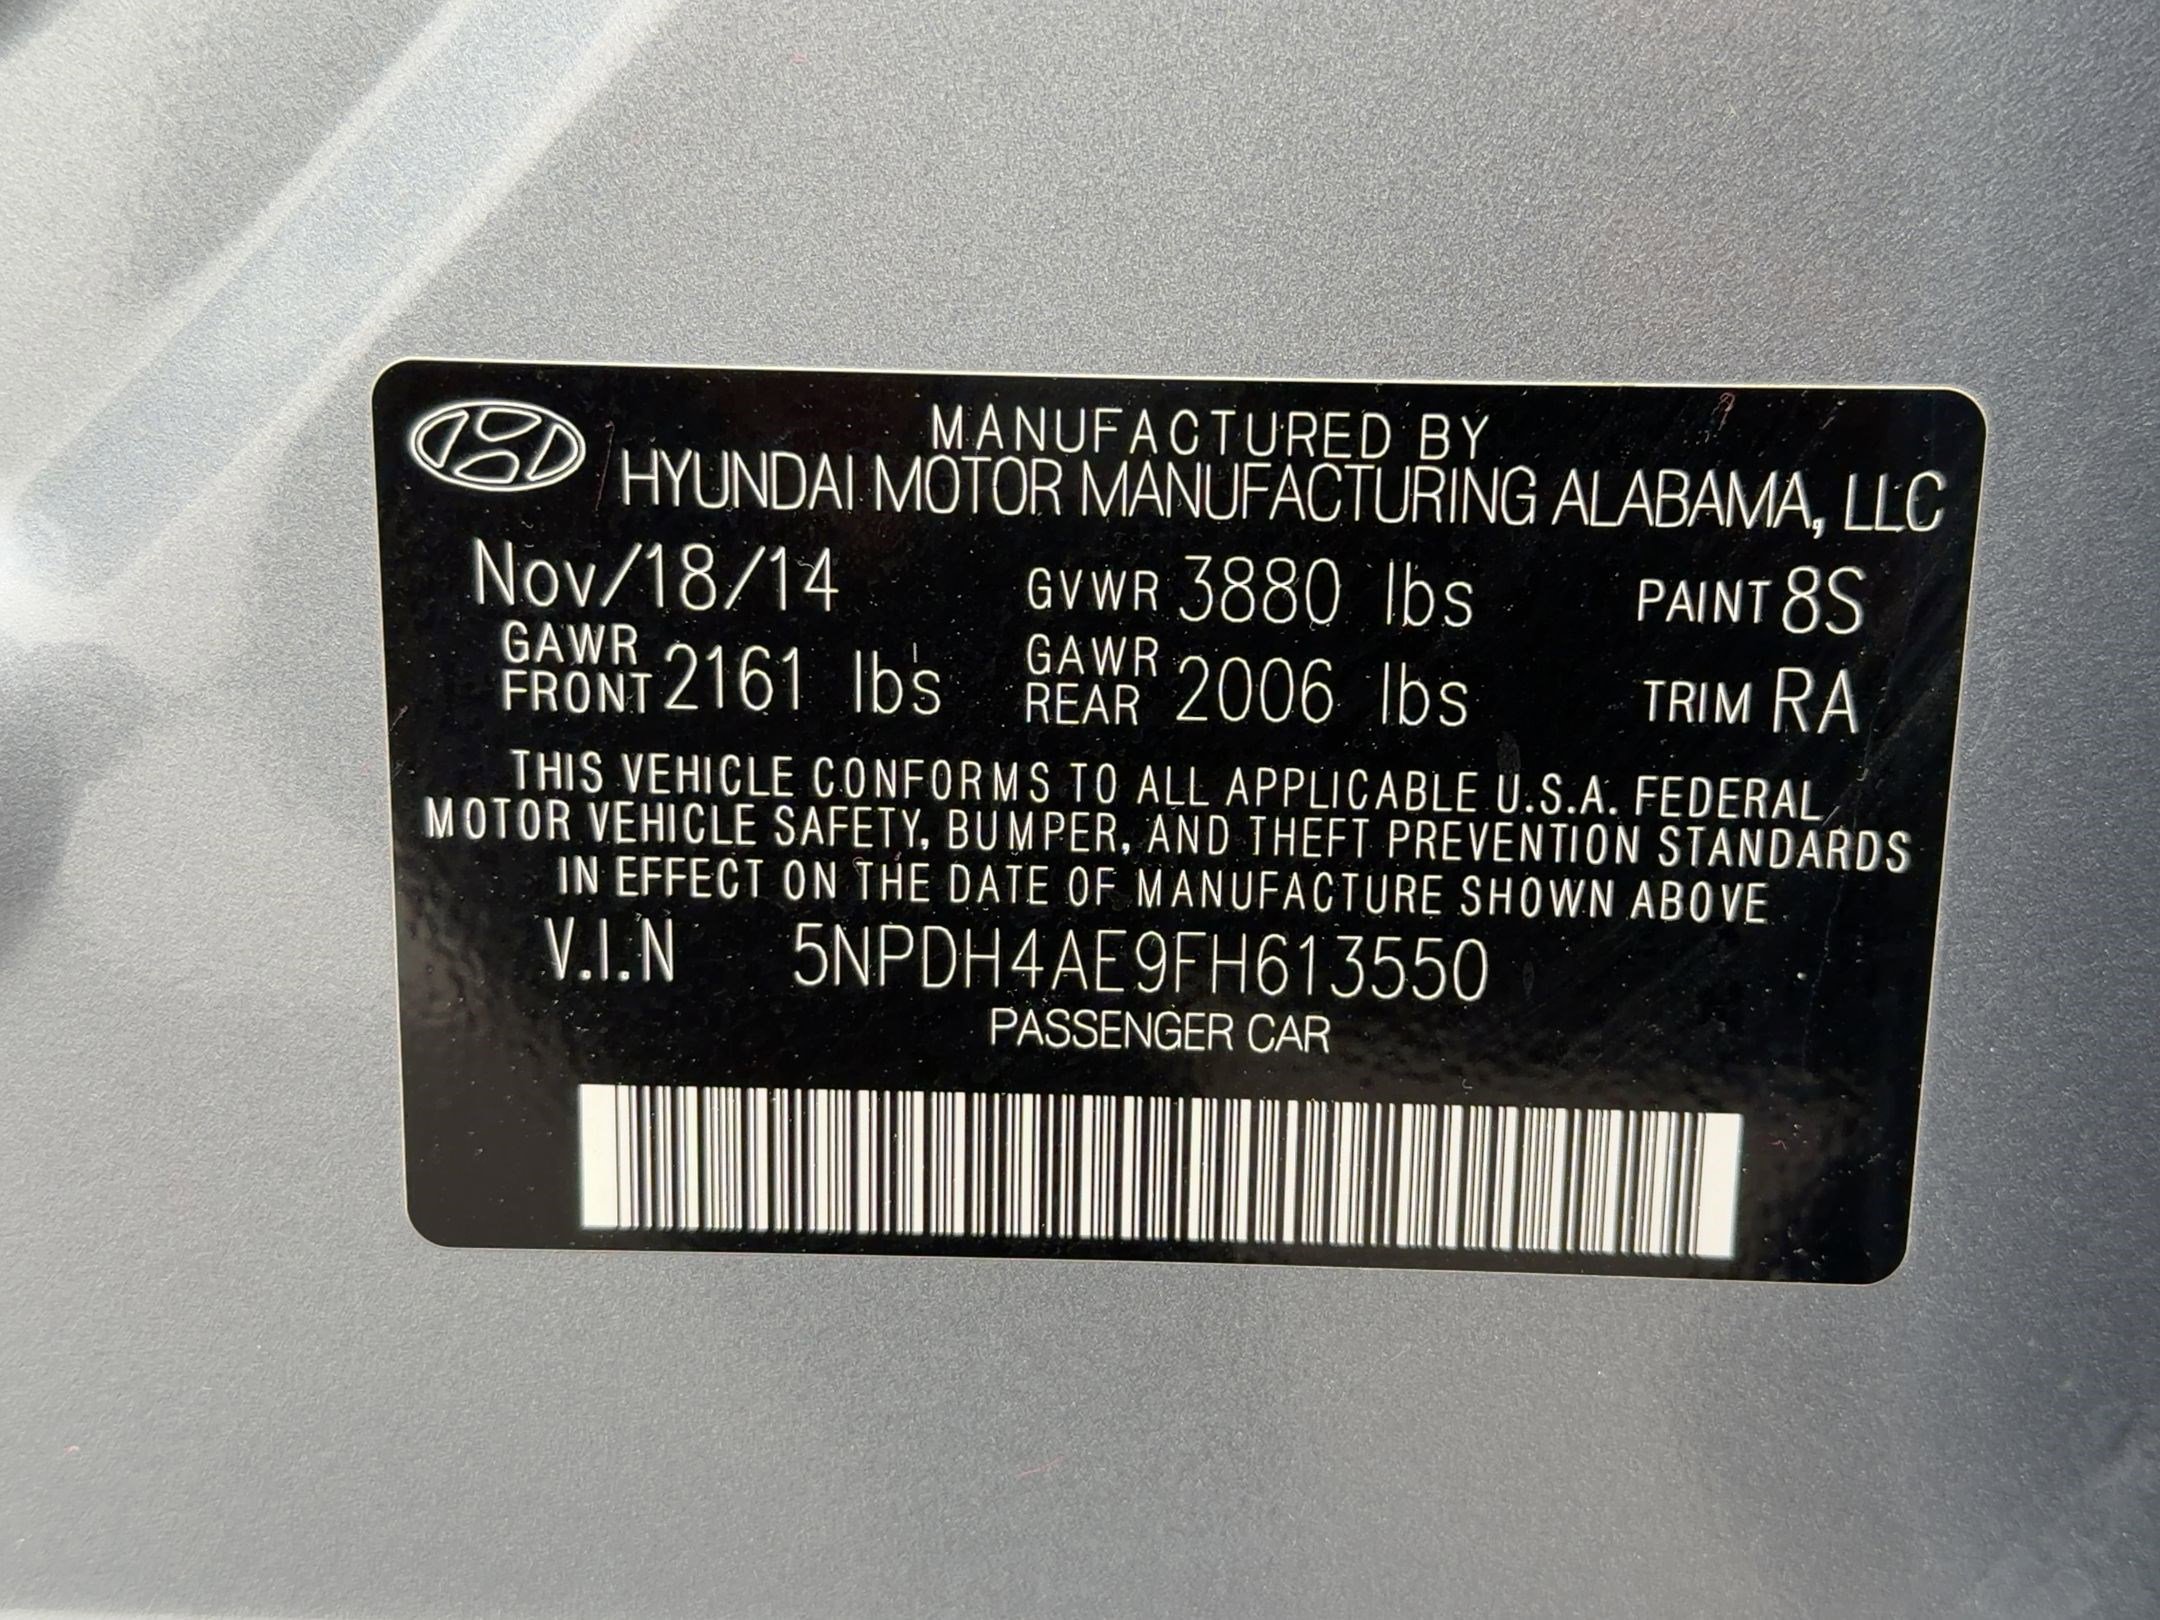 MANUFACTURED BY
HYUNDAI MOTOR MANUFACTURING ALABAMA, LLC
Nov/18/14 GVWR 3880 lbs PAINT 8S
GAWR FRONT 2161 lbs GAWR REAR 2006 lbs TRIM RA
THIS VEHICLE CONFORMS TO ALL APPLICABLE U.S.A. FEDERAL
MOTOR VEHICLE SAFETY, BUMPER, AND THEFT PREVENTION STANDARDS
IN EFFECT ON THE DATE OF MANUFACTURE SHOWN ABOVE
V.I.N 5NPDH4AE9FH613550
PASSENGER CAR